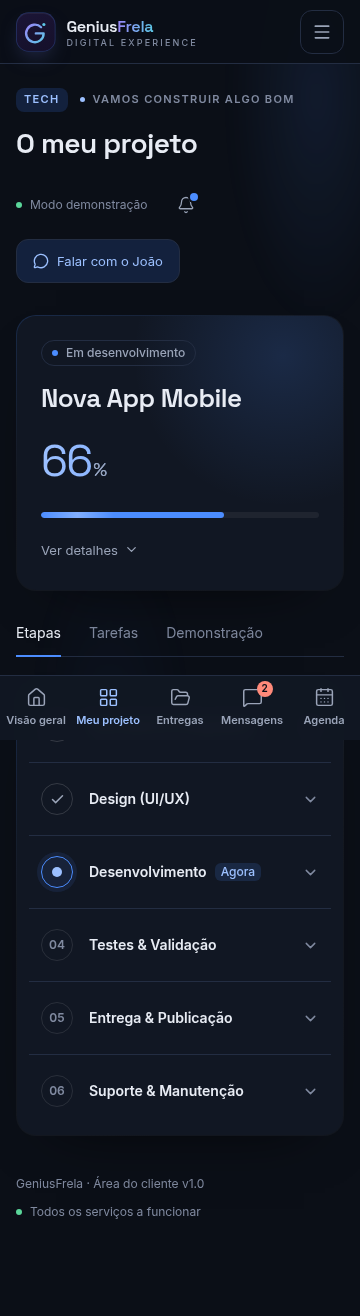 GeniusFrela
DIGITAL EXPERIENCE
TECH
VAMOS CONSTRUIR ALGO BOM
O meu projeto
Modo demonstração
Falar com o João
Em desenvolvimento
Nova App Mobile
66%
Ver detalhes
Etapas Tarefas Demonstração
2
Visão geral Meu projeto Entregas Mensagens Agenda
Design (UI/UX)
Desenvolvimento Agora
04 Testes & Validação
05 Entrega & Publicação
06 Suporte & Manutenção
GeniusFrela · Área do cliente v1.0
Todos os serviços a funcionar